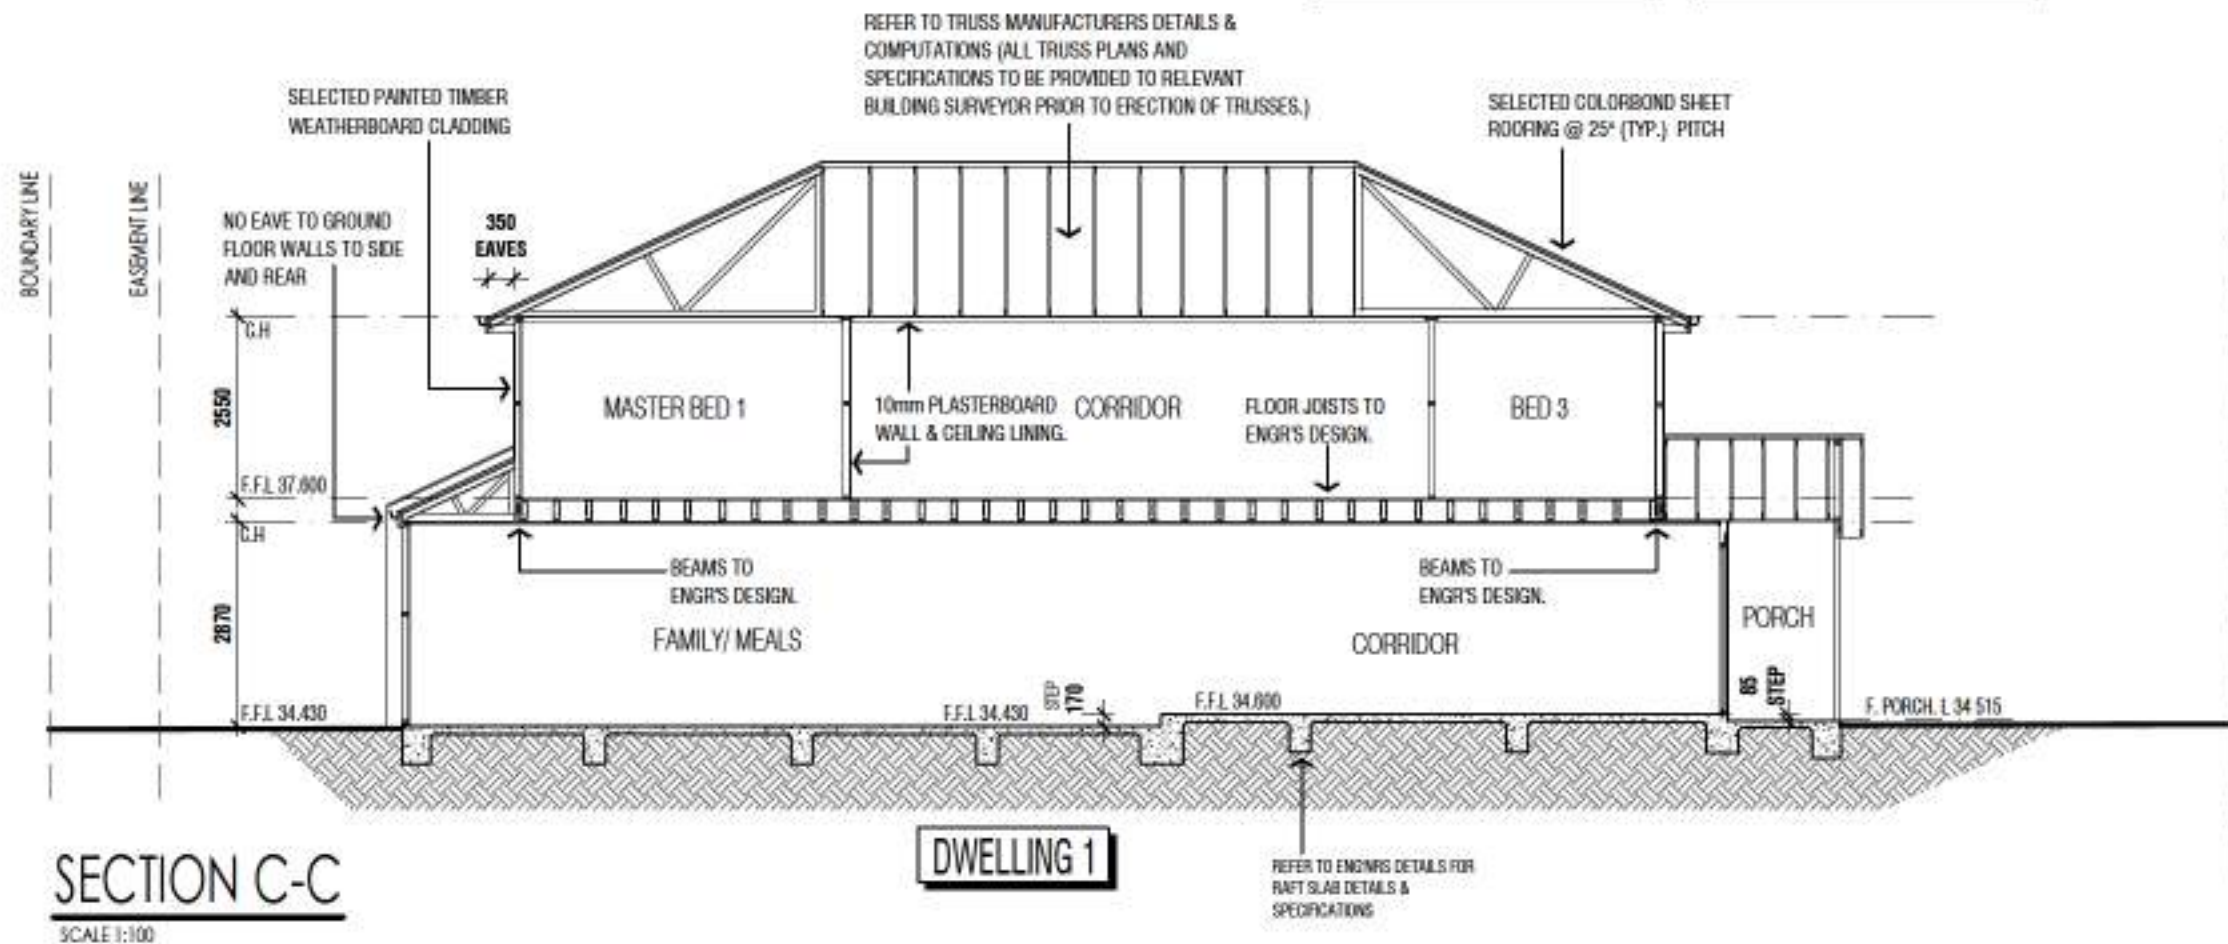 REFER TO TRUSS MANUFACTURERS DETAILS &
COMPUTATIONS (ALL TRUSS PLANS AND
SPECIFICATIONS TO BE PROVIDED TO RELEVANT
BUILDING SURVEYOR PRIOR TO ERECTION OF TRUSSES.)
SELECTED PAINTED TIMBER
WEATHERBOARD CLADDING
SELECTED COLORBOND SHEET
ROOFING @ 25° (TYP.) PITCH
BOUNDARY LINE
EASEMENT LINE
NO EAVE TO GROUND
FLOOR WALLS TO SIDE
AND REAR
350
EAVES
C.H
2550
MASTER BED 1
10mm PLASTERBOARD
WALL & CEILING LINING.
CORRIDOR
FLOOR JOISTS TO
ENGR'S DESIGN.
BED 3
F.F.L 37.600
C.H
2870
BEAMS TO
ENGR'S DESIGN.
BEAMS TO
ENGR'S DESIGN.
FAMILY/ MEALS
CORRIDOR
PORCH
STEP
170
85
STEP
F.F.L 34.430
F.F.L 34.430
F.F.L 34.600
F. PORCH. L 34 515
DWELLING 1
REFER TO ENG'NRS DETAILS FOR
RAFT SLAB DETAILS &
SPECIFICATIONS
SECTION C-C
SCALE 1:100